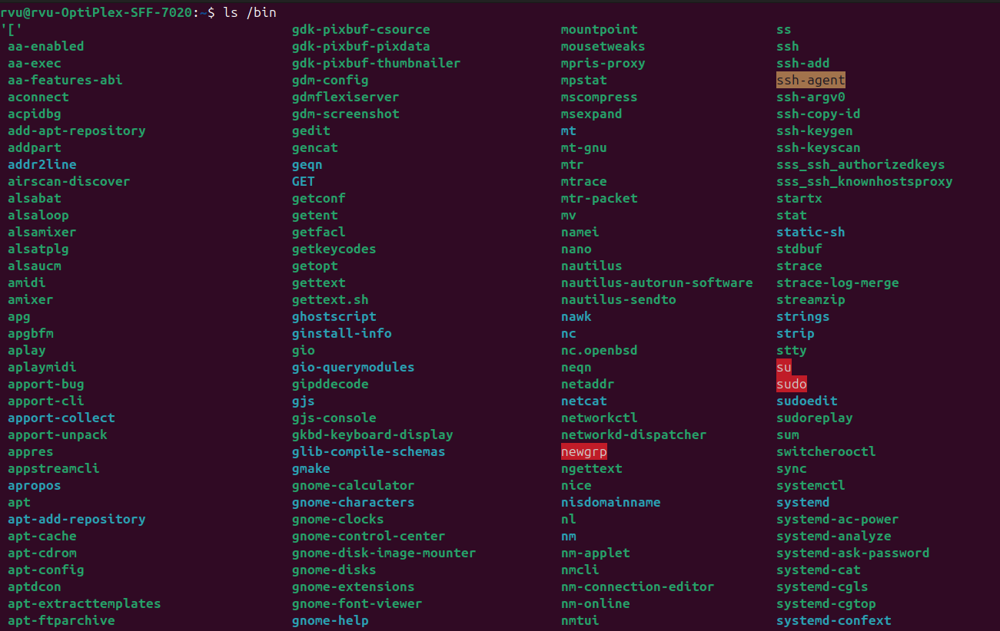 rvu@rvu-OptiPlex-SFF-7020:~$ ls /bin
'[' gdk-pixbuf-csource mountpoint ss
aa-enabled gdk-pixbuf-pixdata mousetweaks ssh
aa-exec gdk-pixbuf-thumbnailer mpris-proxy ssh-add
aa-features-abi gdm-config mpstat ssh-agent
aconnect gdmflexiserver mscompress ssh-argv0
acpidbg gdm-screenshot msexpand ssh-copy-id
add-apt-repository gedit mt ssh-keygen
addpart gencat mt-gnu ssh-keyscan
addr2line geqn mtr sss_ssh_authorizedkeys
airscan-discover GET mtrace sss_ssh_knownhostsproxy
alsabat getconf mtr-packet startx
alsaloop getent mv stat
alsamixer getfacl namei static-sh
alsatplg getkeycodes nano stdbuf
alsaucm getopt nautilus strace
amidi gettext nautilus-autorun-software strace-log-merge
amixer gettext.sh nautilus-sendto streamzip
apg ghostscript nawk strings
apgbfm ginstall-info nc strip
aplay gio nc.openbsd stty
aplaymidi gio-querymodules neqn su
apport-bug gipddecode netaddr sudo
apport-cli gjs netcat sudoedit
apport-collect gjs-console networkctl sudoreplay
apport-unpack gkbd-keyboard-display networkd-dispatcher sum
appres glib-compile-schemas newgrp switcherooctl
appstreamcli gmake ngettext sync
apropos gnome-calculator nice systemctl
apt gnome-characters nisdomainname systemd
apt-add-repository gnome-clocks nl systemd-ac-power
apt-cache gnome-control-center nm systemd-analyze
apt-cdrom gnome-disk-image-mounter nm-applet systemd-ask-password
apt-config gnome-disks nmcli systemd-cat
aptdcon gnome-extensions nm-connection-editor systemd-cgls
apt-extracttemplates gnome-font-viewer nm-online systemd-cgtop
apt-ftparchive gnome-help nmtui systemd-confext